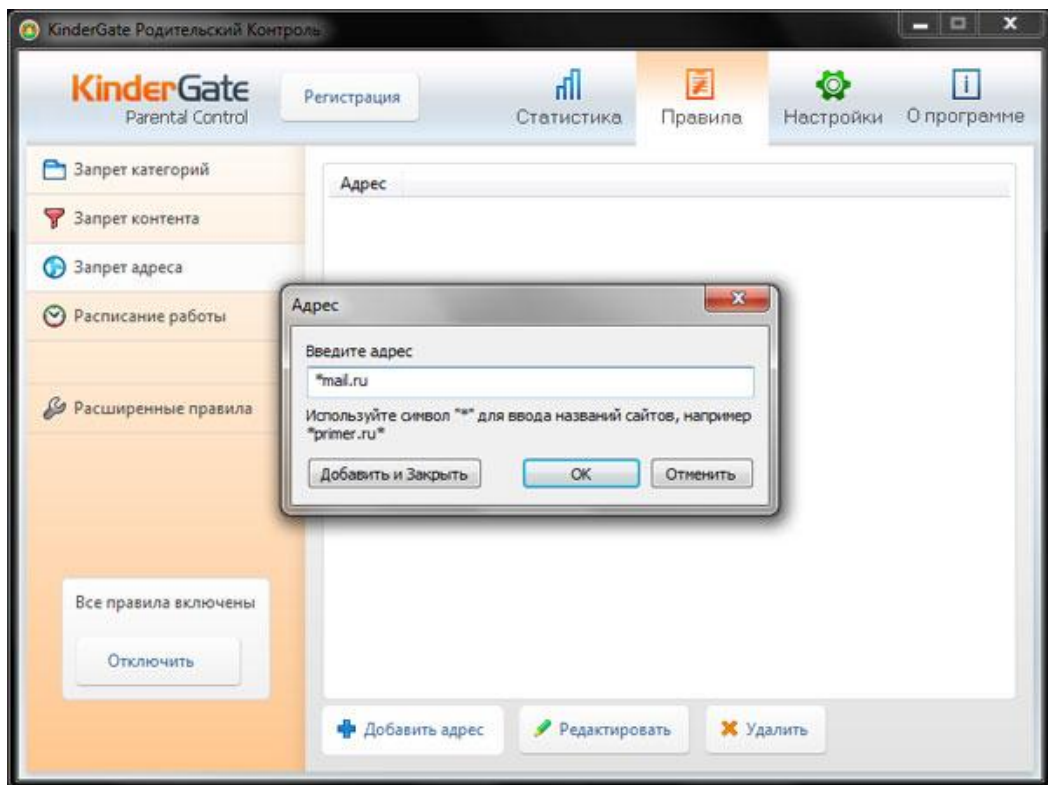 KinderGate Родительский Контроль
KinderGate
Parental Control
Регистрация
Статистика
Правила
Настройки
О программе
Запрет категорий
Запрет контента
Запрет адреса
Расписание работы
Расширенные правила
Адрес
Адрес
Введите адрес
*mail.ru
Используйте символ "*" для ввода названий сайтов, например
*primer.ru*
Добавить и Закрыть
OK
Отменить
Все правила включены
Отключить
Добавить адрес
Редактировать
Удалить